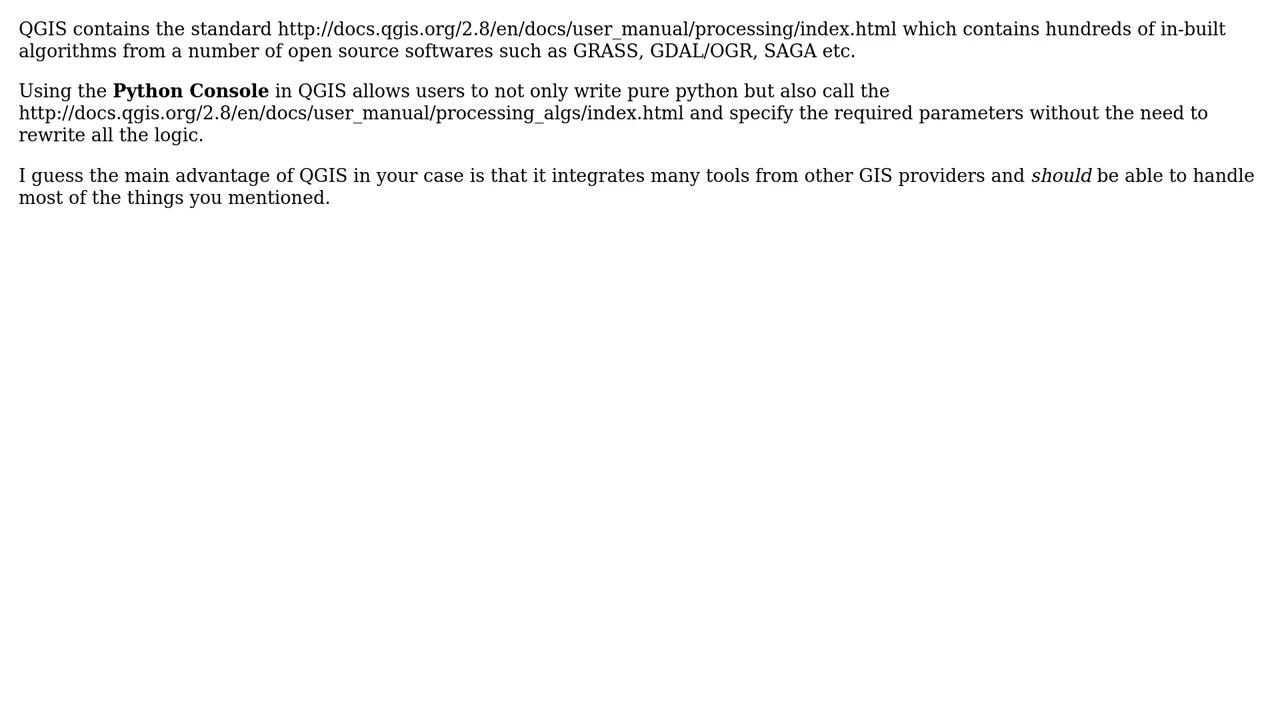 QGIS contains the standard http://docs.qgis.org/2.8/en/docs/user_manual/processing/index.html which contains hundreds of in-built
algorithms from a number of open source softwares such as GRASS, GDAL/OGR, SAGA etc.
Using the Python Console in QGIS allows users to not only write pure python but also call the
http://docs.qgis.org/2.8/en/docs/user_manual/processing_algs/index.html and specify the required parameters without the need to
rewrite all the logic.
I guess the main advantage of QGIS in your case is that it integrates many tools from other GIS providers and should be able to handle
most of the things you mentioned.